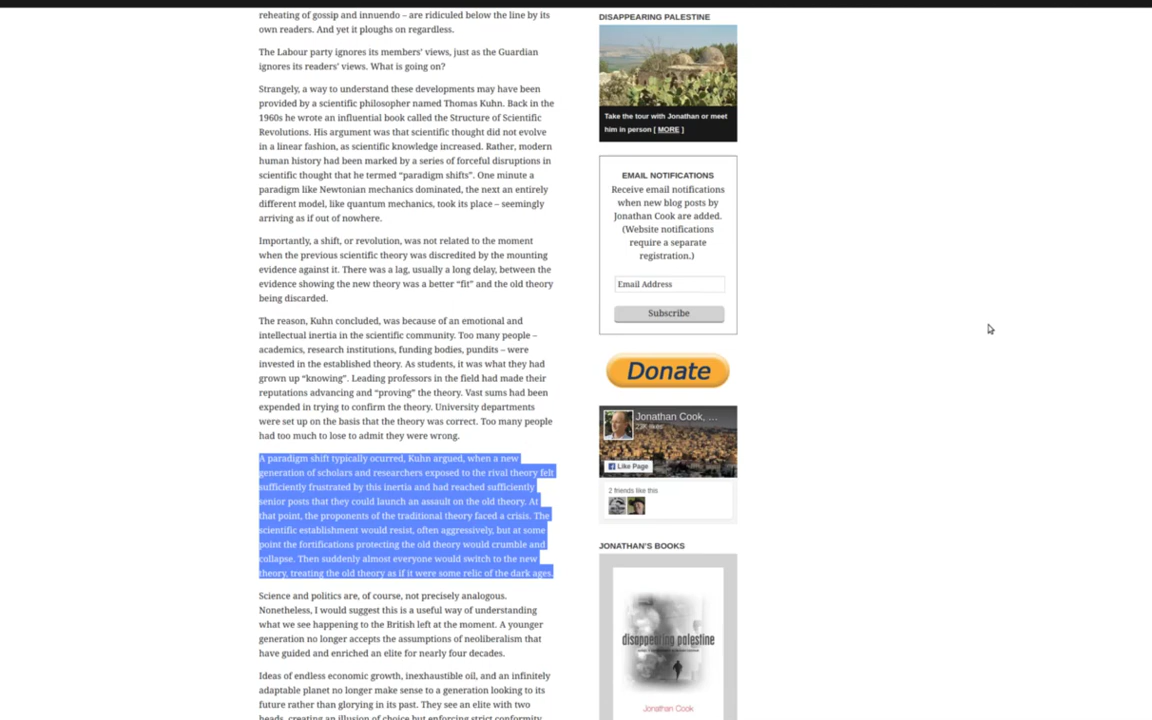 reheating of gossip and innuendo – are ridiculed below the line by its
own readers. And yet it ploughs on regardless.
The Labour party ignores its members' views, just as the Guardian
ignores its readers' views. What is going on?
Strangely, a way to understand these developments may have been
provided by a scientific philosopher named Thomas Kuhn. Back in the
1960s he wrote an influential book called the Structure of Scientific
Revolutions. His argument was that scientific thought did not evolve
in a linear fashion, as scientific knowledge increased. Rather, modern
human history had been marked by a series of forceful disruptions in
scientific thought that he termed “paradigm shifts”. One minute a
paradigm like Newtonian mechanics dominated, the next an entirely
different model, like quantum mechanics, took its place – seemingly
arriving as if out of nowhere.
Importantly, a shift, or revolution, was not related to the moment
when the previous scientific theory was discredited by the mounting
evidence against it. There was a lag, usually a long delay, between the
evidence showing the new theory was a better “fit” and the old theory
being discarded.
The reason, Kuhn concluded, was because of an emotional and
intellectual inertia in the scientific community. Too many people –
academics, research institutions, funding bodies, pundits – were
invested in the established theory. As students, it was what they had
grown up “knowing”. Leading professors in the field had made their
reputations advancing and “proving” the theory. Vast sums had been
expended in trying to confirm the theory. University departments
were set up on the basis that the theory was correct. Too many people
had too much to lose to admit they were wrong.
A paradigm shift typically ocurred, Kuhn argued, when a new
generation of scholars and researchers exposed to the rival theory felt
sufficiently frustrated by this inertia and had reached sufficiently
senior posts that they could launch an assault on the old theory. At
that point, the proponents of the traditional theory faced a crisis. The
scientific establishment would resist, often aggressively, but at some
point the fortifications protecting the old theory would crumble and
collapse. Then suddenly almost everyone would switch to the new
theory, treating the old theory as if it were some relic of the dark ages.
Science and politics are, of course, not precisely analogous.
Nonetheless, I would suggest this is a useful way of understanding
what we see happening to the British left at the moment. A younger
generation no longer accepts the assumptions of neoliberalism that
have guided and enriched an elite for nearly four decades.
Ideas of endless economic growth, inexhaustible oil, and an infinitely
adaptable planet no longer make sense to a generation looking to its
future rather than glorying in its past. They see an elite with two
heads, creating an illusion of choice but enforcing strict conformity.
DISAPPEARING PALESTINE
Take the tour with Jonathan or meet
him in person [ MORE ]
EMAIL NOTIFICATIONS
Receive email notifications
when new blog posts by
Jonathan Cook are added.
(Website notifications
require a separate
registration.)
Email Address
Subscribe
Donate
Jonathan Cook, ...
23K likes
Like Page
2 friends like this
JONATHAN'S BOOKS
disappearing palestine
Jonathan Cook